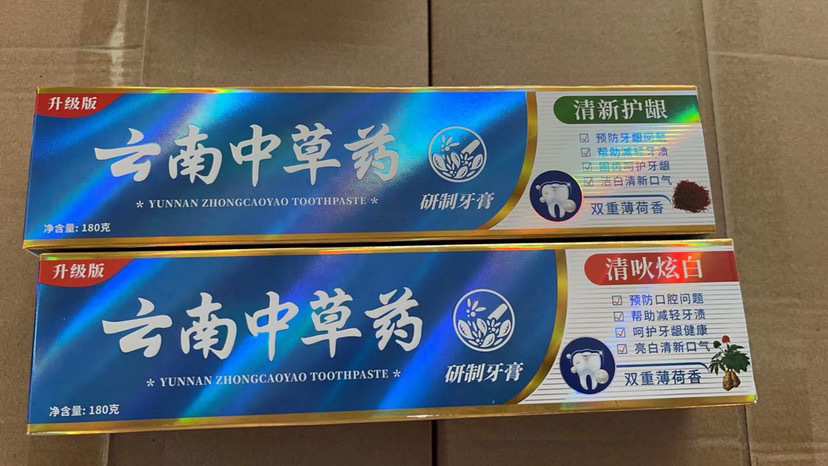 升级版
云南中草药
* YUNNAN ZHONGCAOYAO TOOTHPASTE *
研制牙膏
净含量: 180克
清新护龈
预防牙龈问题
帮助减轻牙渍
呵护牙龈
洁白清新口气
双重薄荷香
升级版
云南中草药
* YUNNAN ZHONGCAOYAO TOOTHPASTE *
研制牙膏
净含量: 180克
清吙炫白
预防口腔问题
帮助减轻牙渍
呵护牙龈健康
亮白清新口气
双重薄荷香